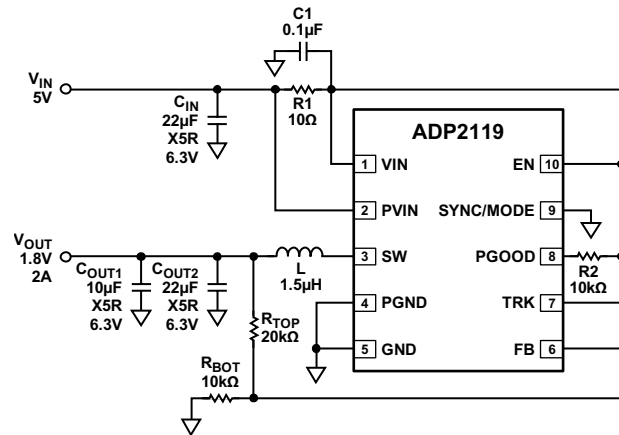 C1
0.1µF
VIN
5V
CIN
22µF
X5R
6.3V
R1
10Ω
ADP2119
1 VIN
EN 10
2 PVIN
SYNC/MODE 9
VOUT
1.8V
2A
COUT1
10µF
X5R
6.3V
COUT2
22µF
X5R
6.3V
L
1.5µH
3 SW
PGOOD 8
R2
10kΩ
4 PGND
TRK 7
RTOP
20kΩ
5 GND
FB 6
RBOT
10kΩ